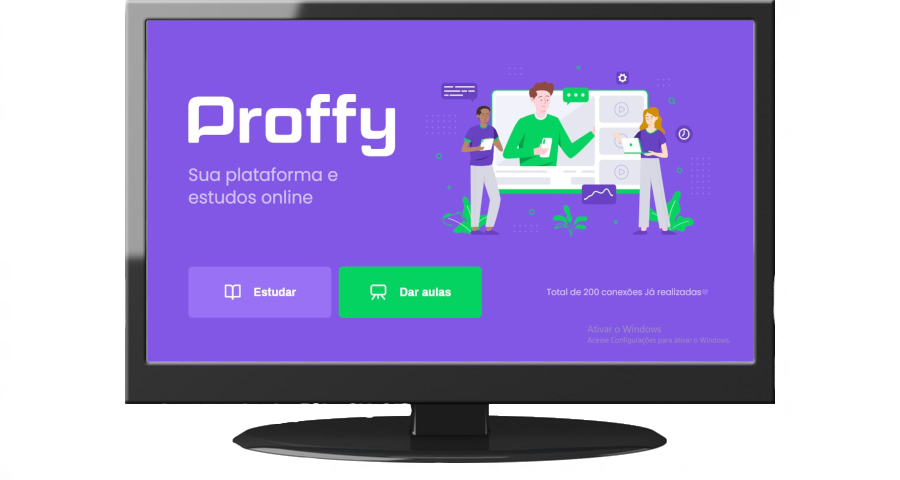 Proffy
Sua plataforma e
estudos online
Estudar
Dar aulas
Total de 200 conexões Já realizadas
Ativar o Windows
Acesse Configurações para ativar o Windows.